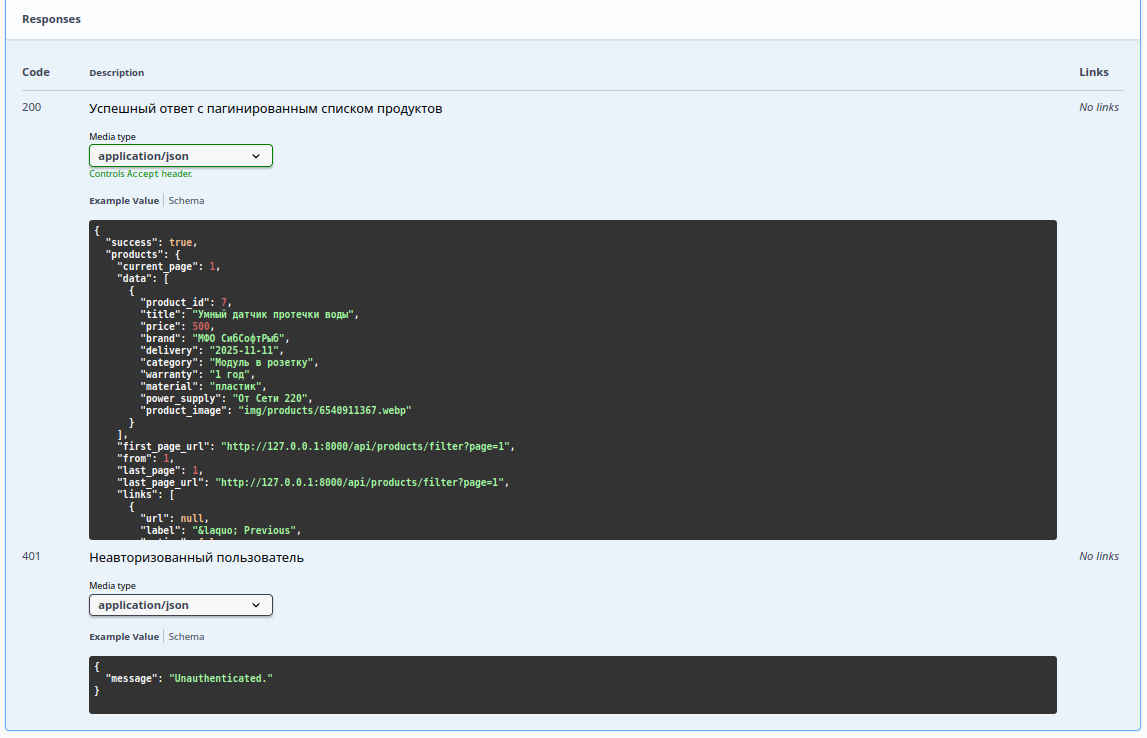 Responses
Code Description Links
200 Успешный ответ с пагинированным списком продуктов No links
Media type
application/json
Controls Accept header.
Example Value Schema
{
"success": true,
"products": {
"current_page": 1,
"data": [
{
"product_id": 7,
"title": "Умный датчик протечки воды",
"price": 500,
"brand": "МФО СибСофтРыб",
"delivery": "2025-11-11",
"category": "Модуль в розетку",
"warranty": "1 год",
"material": "пластик",
"power_supply": "От Сети 220",
"product_image": "img/products/6540911367.webp"
}
],
"first_page_url": "http://127.0.0.1:8000/api/products/filter?page=1",
"from": 1,
"last_page": 1,
"last_page_url": "http://127.0.0.1:8000/api/products/filter?page=1",
"links": [
{
"url": null,
"label": "&laquo; Previous",
401 Неавторизованный пользователь No links
Media type
application/json
Example Value Schema
{
"message": "Unauthenticated."
}